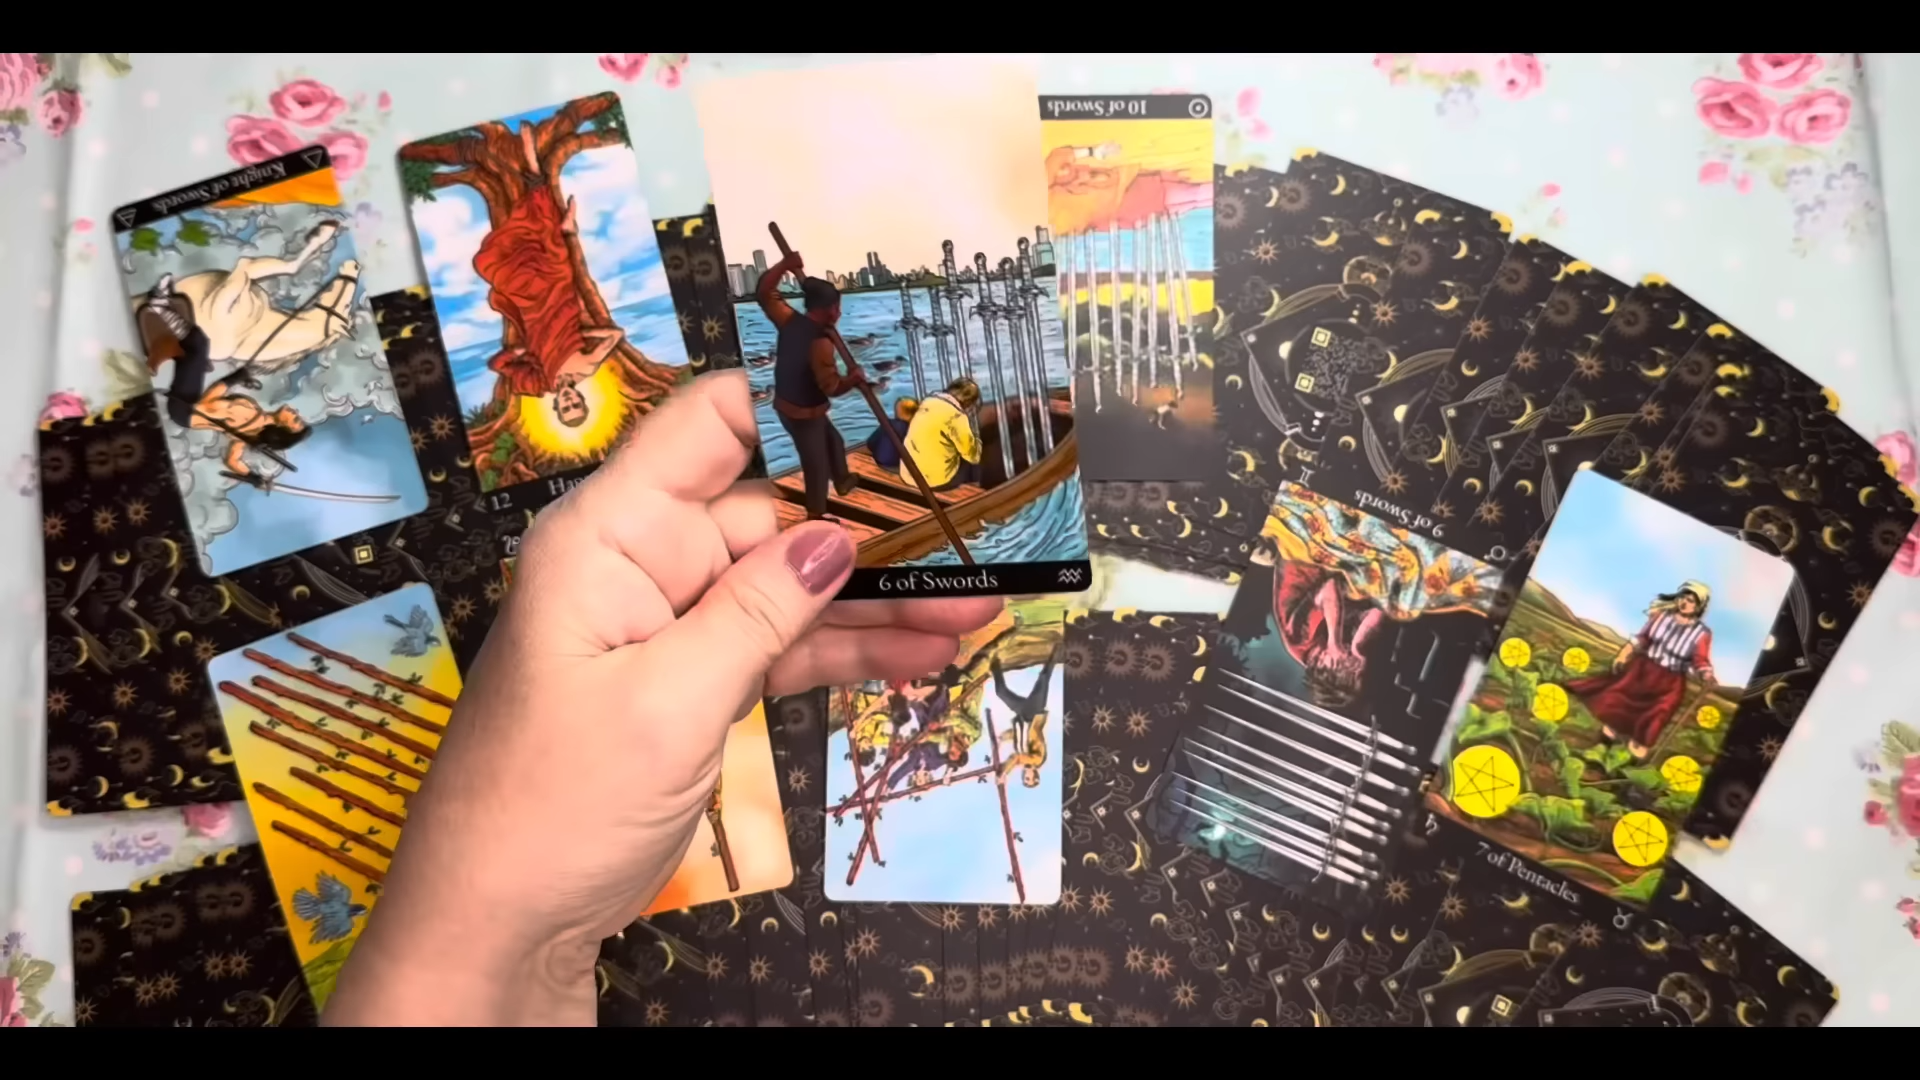 Knight of Swords
10 of Swords
12
6 of Swords
9 of Swords
7 of Pentacles